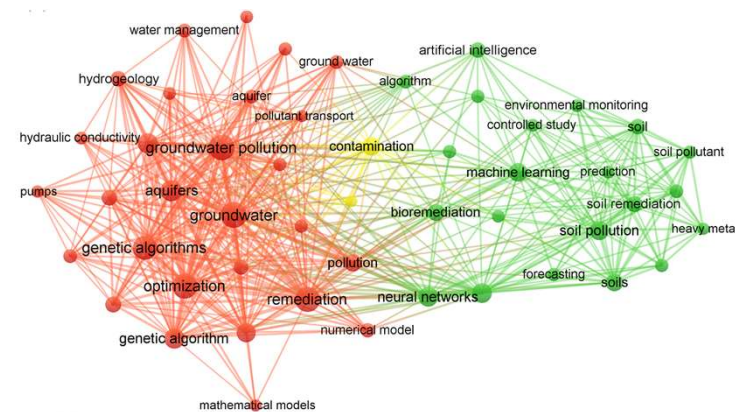 water management
artificial intelligence
ground water
hydrogeology
algorithm
aquifer
environmental monitoring
pollutant transport
controlled study
soil
hydraulic conductivity
groundwater pollution
contamination
soil pollutant
machine learning
prediction
pumps
aquifers
soil remediation
groundwater
bioremediation
heavy meta
soil pollution
genetic algorithms
pollution
forecasting
soils
optimization
remediation
neural networks
numerical model
genetic algorithm
mathematical models